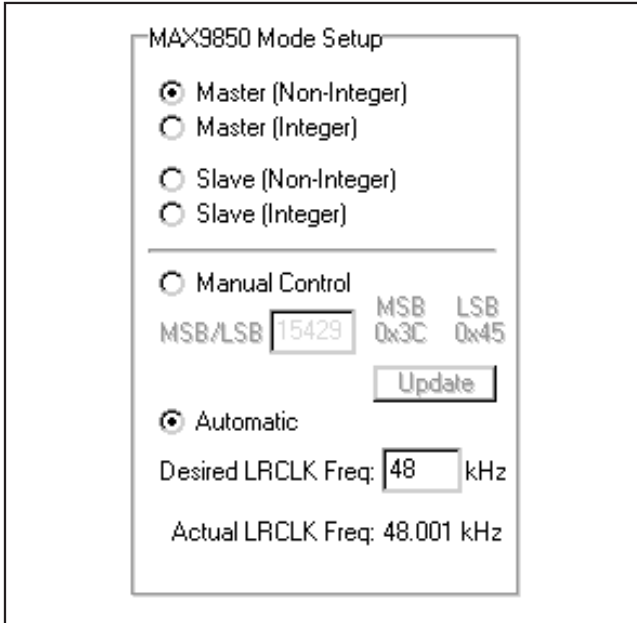 MAX9850 Mode Setup
Master (Non-Integer)
Master (Integer)
Slave (Non-Integer)
Slave (Integer)
Manual Control
MSB LSB
MSB/LSB 15429 0x3C 0x45
Update
Automatic
Desired LRCLK Freq: 48 kHz
Actual LRCLK Freq: 48.001 kHz